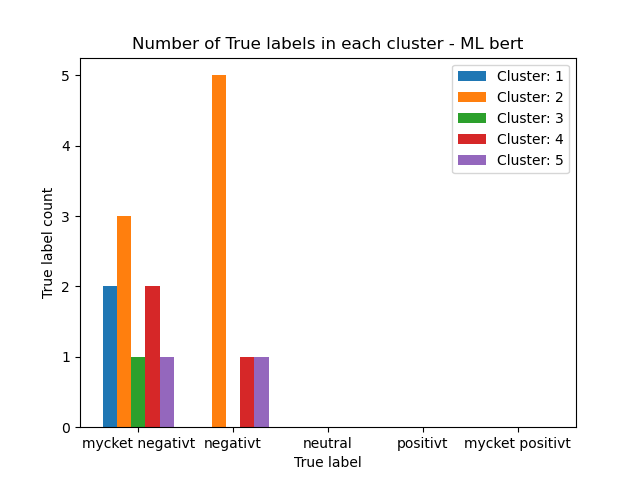 Number of True labels in each cluster - ML bert
Cluster: 1
Cluster: 2
Cluster: 3
Cluster: 4
Cluster: 5
True label count
5
4
3
2
1
0
mycket negativt
negativt
neutral
positivt
mycket positivt
True label